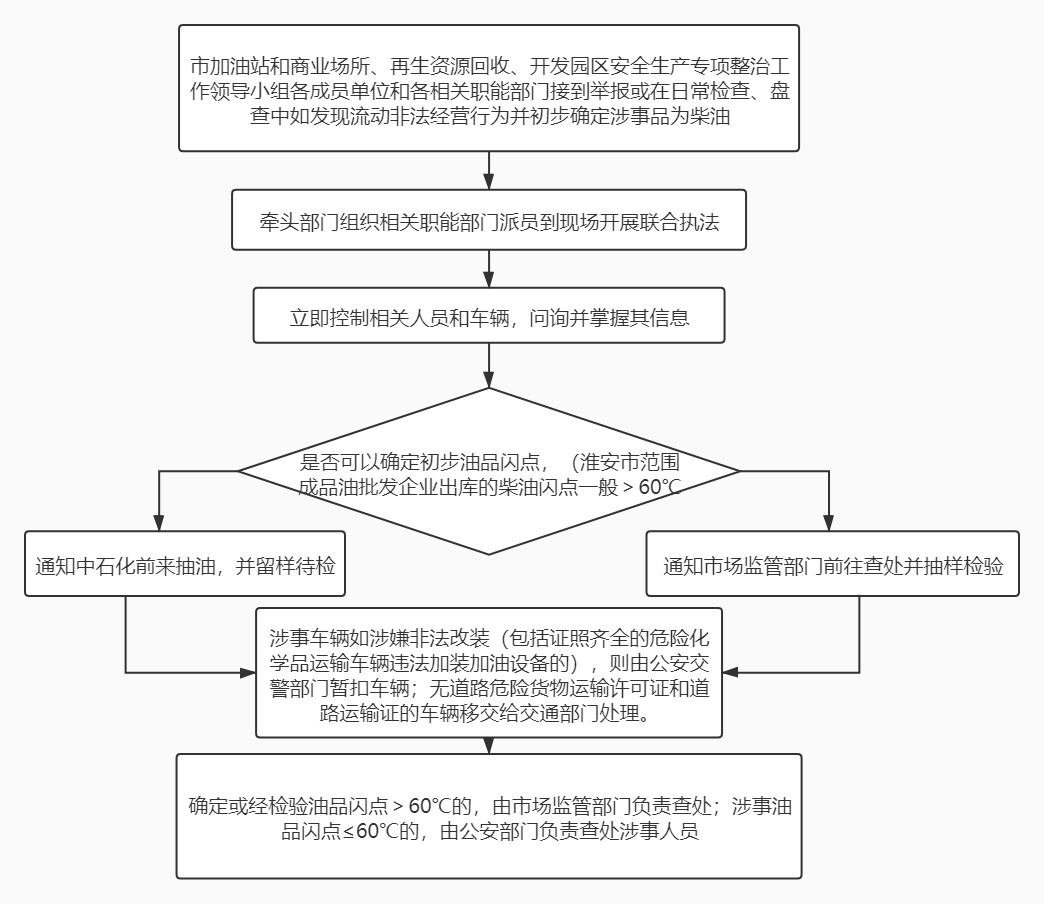 市加油站和商业场所、再生资源回收、开发园区安全生产专项整治工
作领导小组各成员单位和各相关职能部门接到举报或在日常检查、盘
查中如发现流动非法经营行为并初步确定涉事品为柴油
牵头部门组织相关职能部门派员到现场开展联合执法
立即控制相关人员和车辆，问询并掌握其信息
是否可以确定初步油品闪点，（淮安市范围
成品油批发企业出库的柴油闪点一般＞60℃
通知中石化前来抽油，并留样待检
通知市场监管部门前往查处并抽样检验
涉事车辆如涉嫌非法改装（包括证照齐全的危险化
学品运输车辆违法加装加油设备的），则由公安交
警部门暂扣车辆；无道路危险货物运输许可证和道
路运输证的车辆移交给交通部门处理。
确定或经检验油品闪点＞60℃的，由市场监管部门负责查处；涉事油
品闪点≤60℃的，由公安部门负责查处涉事人员